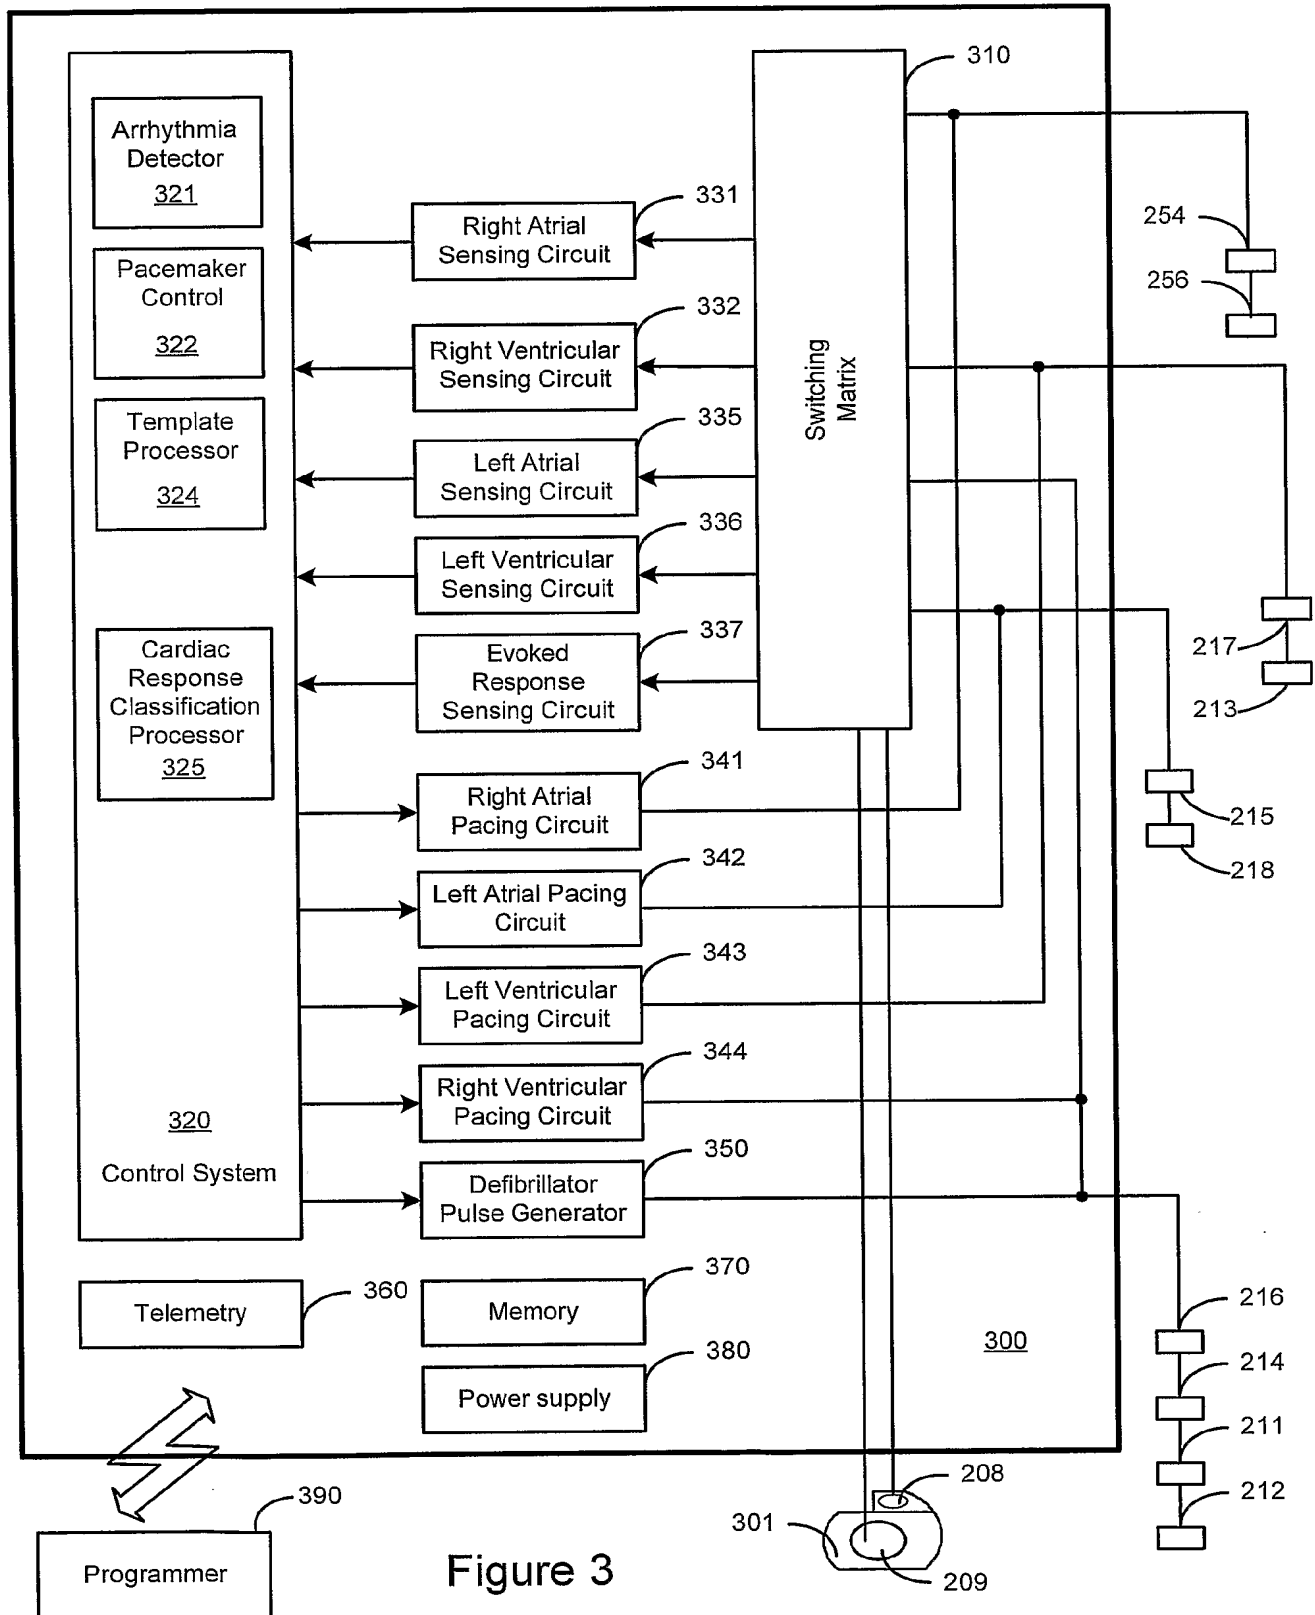 310
Arrhythmia
Detector
321
Pacemaker
Control
322
Template
Processor
324
Cardiac
Response
Classification
Processor
325
320
Control System
331
Right Atrial
Sensing Circuit
332
Right Ventricular
Sensing Circuit
335
Left Atrial
Sensing Circuit
336
Left Ventricular
Sensing Circuit
337
Evoked
Response
Sensing Circuit
341
Right Atrial
Pacing Circuit
342
Left Atrial Pacing
Circuit
343
Left Ventricular
Pacing Circuit
344
Right Ventricular
Pacing Circuit
350
Defibrillator
Pulse Generator
Switching
Matrix
254
256
217
213
215
218
216
214
211
212
Telemetry
360
370
Memory
380
Power supply
300
390
Programmer
208
301
209
Figure 3